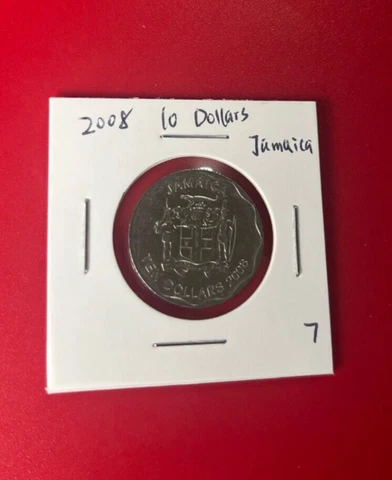 2008 10 Dollars
Jamaica
JAMAICA
TEN DOLLARS 2008
7